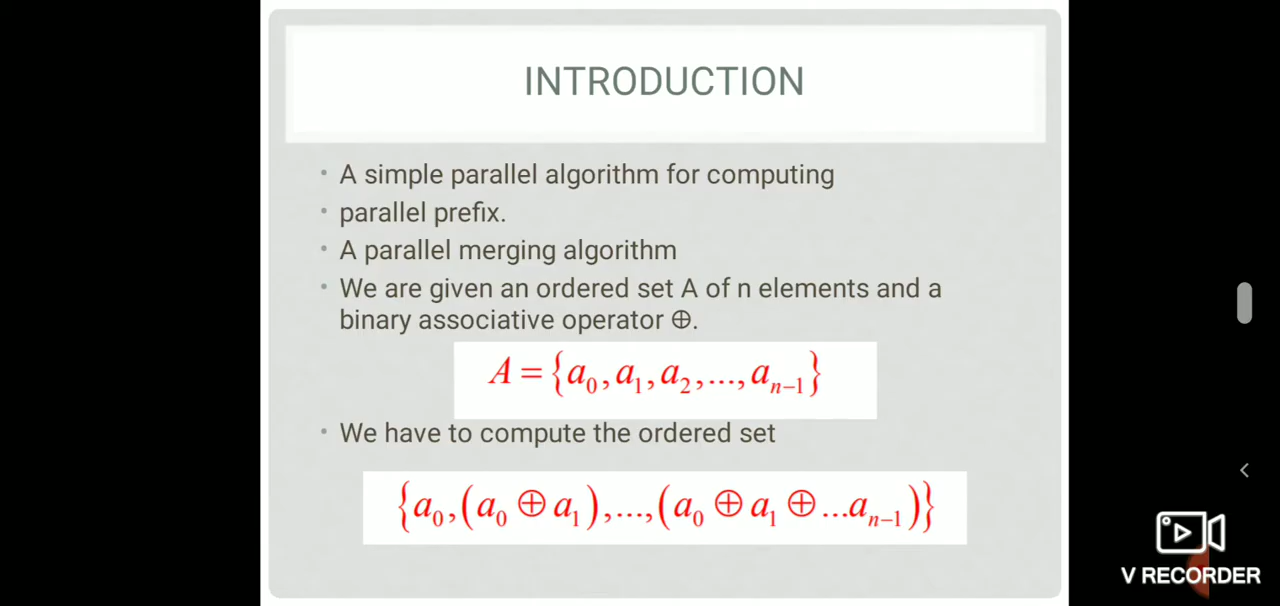 INTRODUCTION
• A simple parallel algorithm for computing
• parallel prefix.
• A parallel merging algorithm
• We are given an ordered set A of n elements and a
binary associative operator ⊕.
A = {a₀, a₁, a₂, ..., aₙ₋₁}
• We have to compute the ordered set
{a₀, (a₀ ⊕ a₁), ..., (a₀ ⊕ a₁ ⊕ ...aₙ₋₁)}
V RECORDER